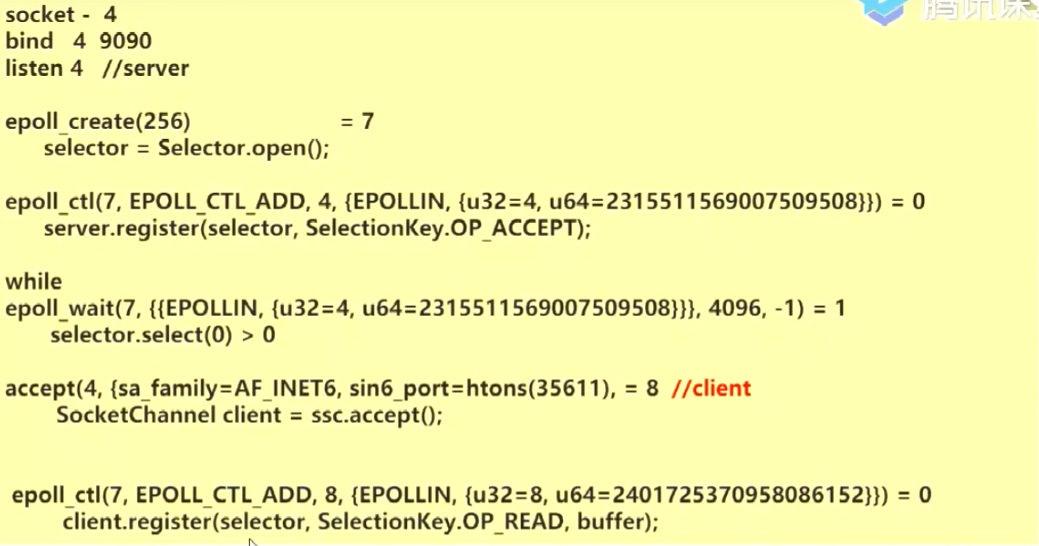 腾讯课
socket -  4
bind   4  9090
listen 4   //server
epoll_create(256)                    = 7
selector = Selector.open();
epoll_ctl(7, EPOLL_CTL_ADD, 4, {EPOLLIN, {u32=4, u64=2315511569007509508}}) = 0
server.register(selector, SelectionKey.OP_ACCEPT);
while
epoll_wait(7, {{EPOLLIN, {u32=4, u64=2315511569007509508}}}, 4096, -1) = 1
selector.select(0) > 0
accept(4, {sa_family=AF_INET6, sin6_port=htons(35611), = 8  //client
SocketChannel client = ssc.accept();
epoll_ctl(7, EPOLL_CTL_ADD, 8, {EPOLLIN, {u32=8, u64=2401725370958086152}}) = 0
client.register(selector, SelectionKey.OP_READ, buffer);